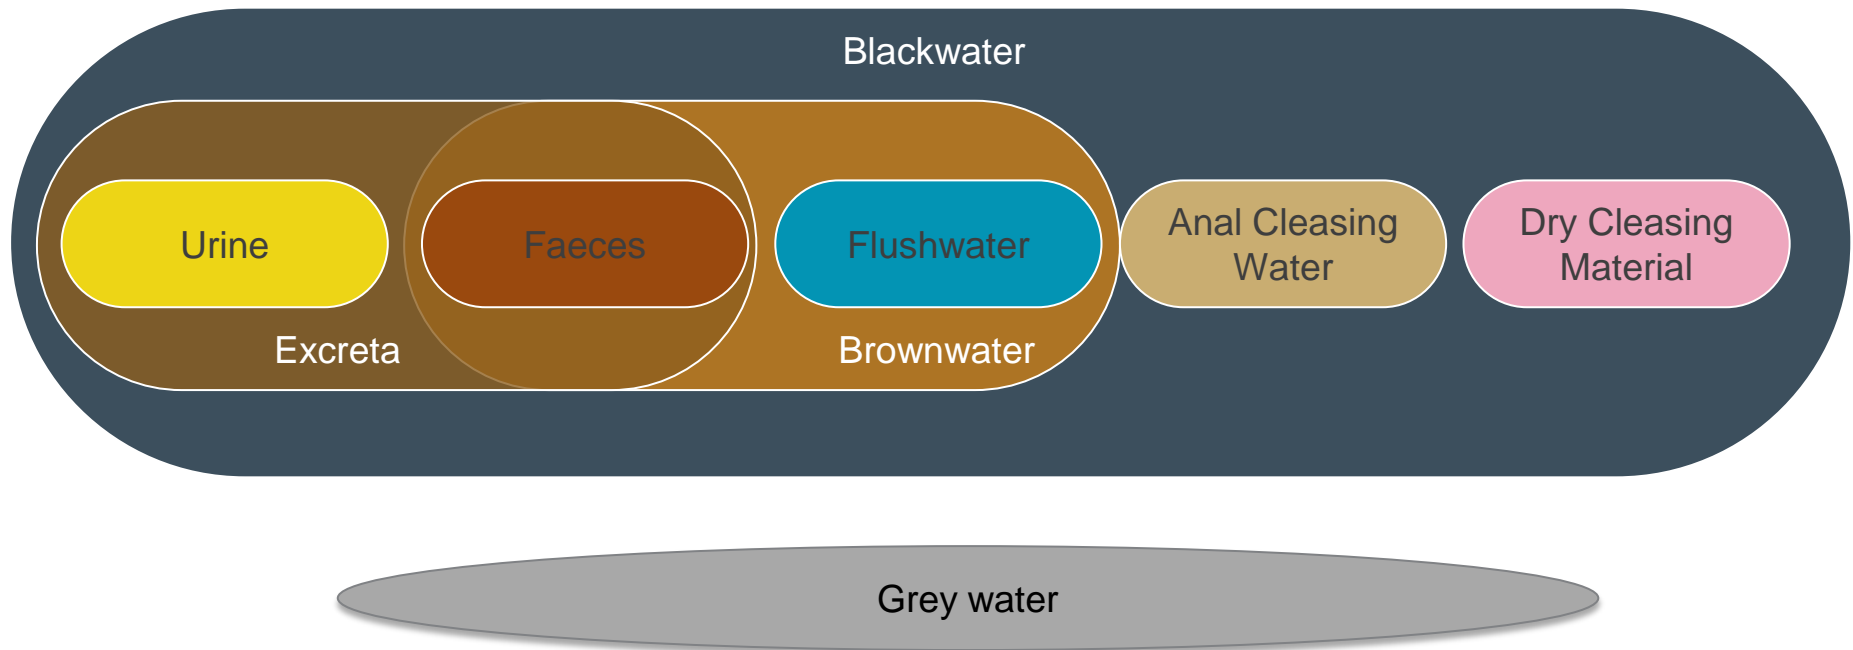 Blackwater
Urine
Faeces
Flushwater
Anal Cleasing
Water
Dry Cleasing
Material
Excreta
Brownwater
Grey water